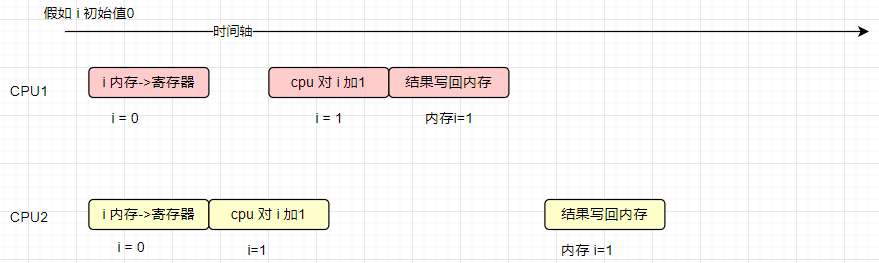 假如 i 初始值0
时间轴
CPU1
i 内存->寄存器
cpu 对 i 加1
结果写回内存
i = 0
i = 1
内存i=1
CPU2
i 内存->寄存器
cpu 对 i 加1
结果写回内存
i = 0
i=1
内存 i=1